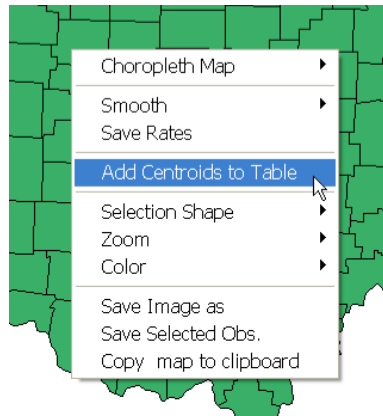 Choropleth Map
Smooth
Save Rates
Add Centroids to Table
Selection Shape
Zoom
Color
Save Image as
Save Selected Obs.
Copy map to clipboard